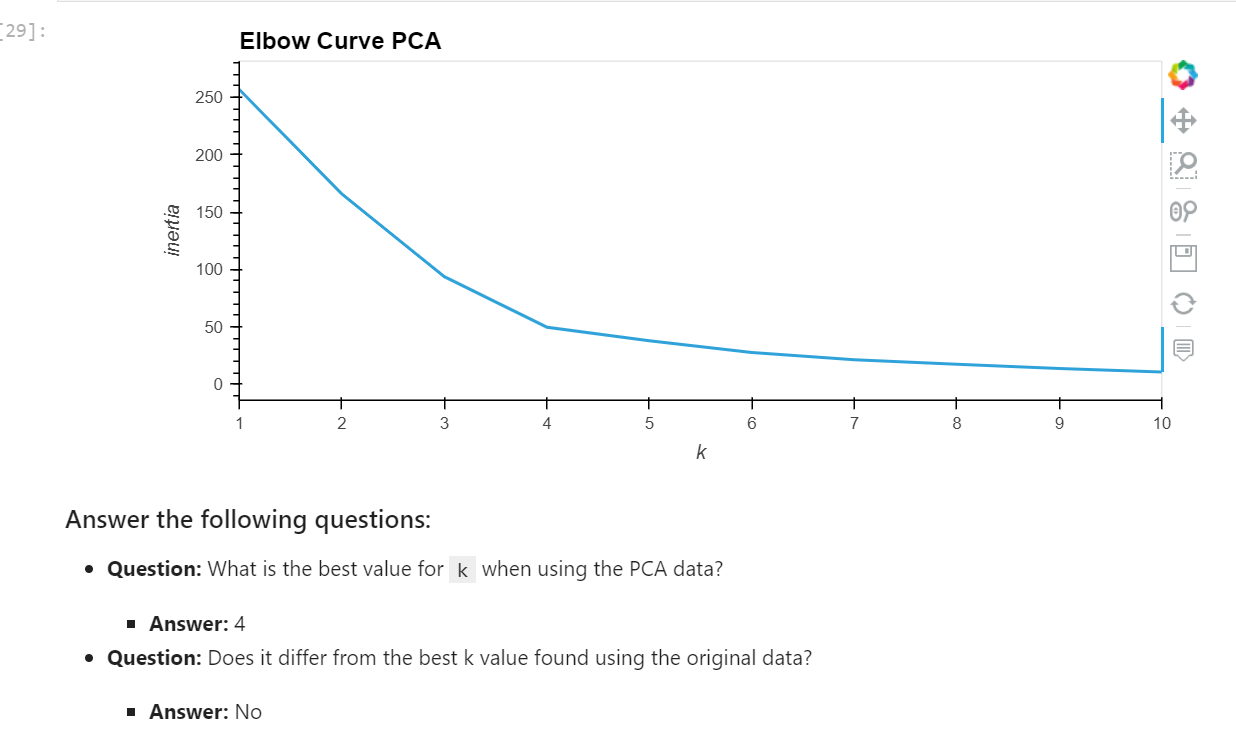 [29]:
Elbow Curve PCA
250
200
150
100
50
0
inertia
1 2 3 4 5 6 7 8 9 10
k
Answer the following questions:
Question: What is the best value for k when using the PCA data?
Answer: 4
Question: Does it differ from the best k value found using the original data?
Answer: No